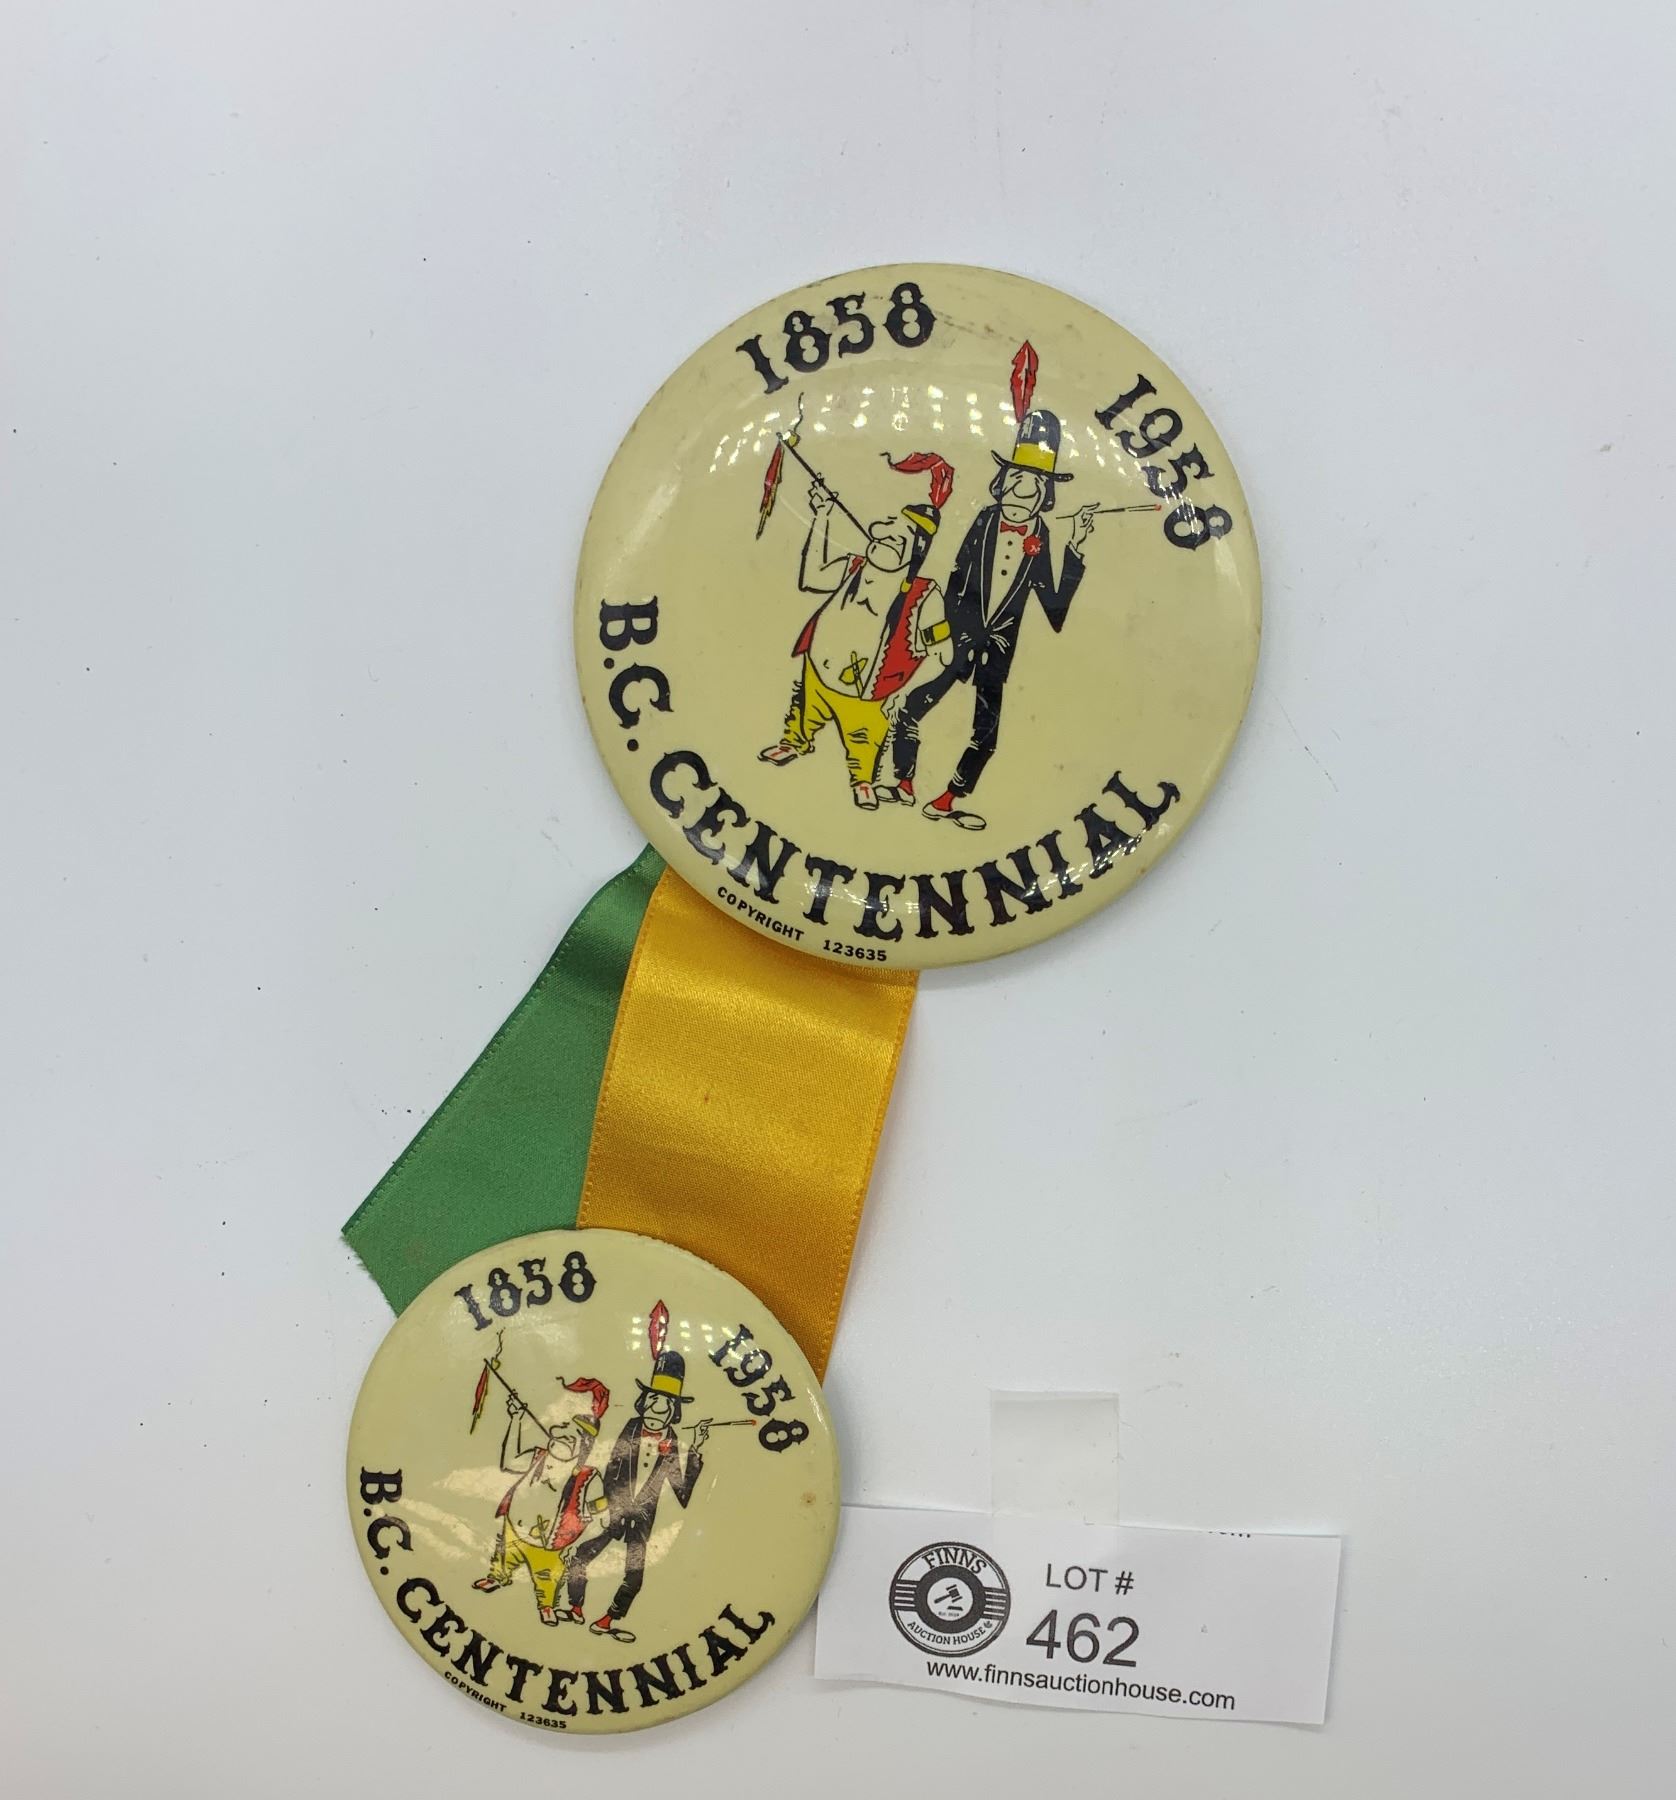 1858
1958
B.C. CENTENNIAL
COPYRIGHT 123635
1858
1958
B.C. CENTENNIAL
COPYRIGHT 123635
FINNS
AUCTION HOUSE
LOT #
462
www.finnsauctionhouse.com